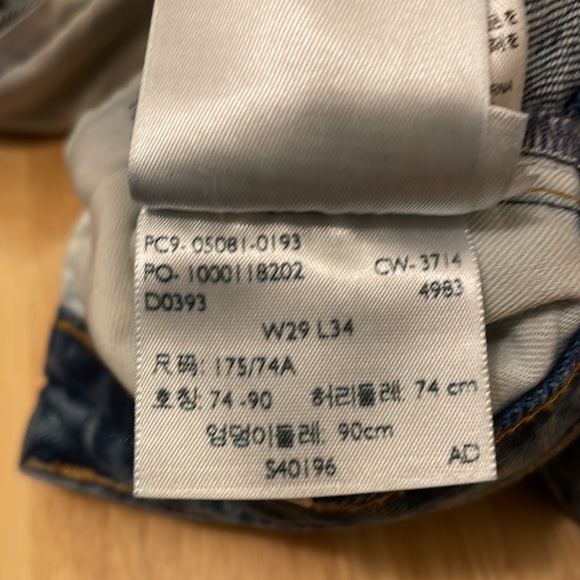 PC9-05081-0193
PO-1000118202 CW-3714
D0393 4983
W29 L34
尺码: 175/74A
호칭: 74-90 허리둘레: 74 cm
엉덩이둘레: 90cm
S40196 AD